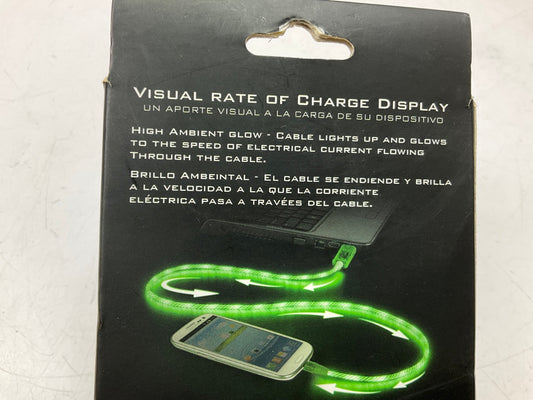 Visual rate of Charge Display
Un aporte visual a la carga de su dispositivo
High Ambient glow - Cable lights up and glows
to the speed of electrical current flowing
Through the cable.
Brillo Ambeintal - El cable se endiende y brilla
a la velocidad a la que la corriente
eléctrica pasa a travées del cable.